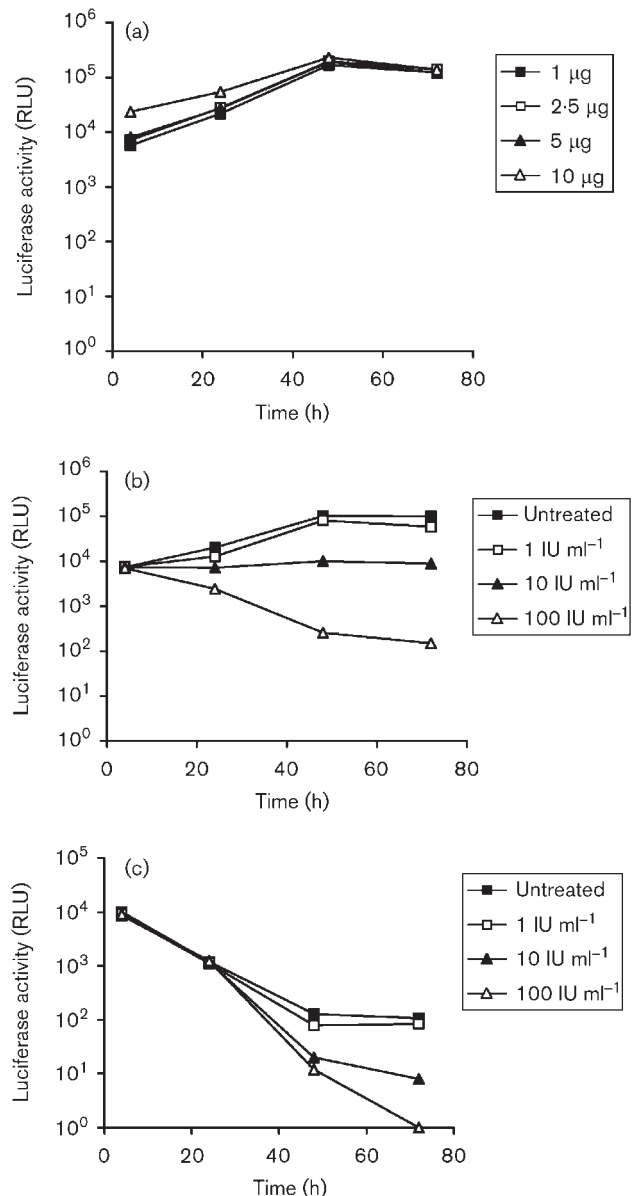 (a)
10⁶
10⁵
10⁴
10³
10²
10¹
10⁰
Luciferase activity (RLU)
0 20 40 60 80
Time (h)
1 μg
2·5 μg
5 μg
10 μg
(b)
10⁶
10⁵
10⁴
10³
10²
10¹
10⁰
Luciferase activity (RLU)
0 20 40 60 80
Time (h)
Untreated
1 IU ml⁻¹
10 IU ml⁻¹
100 IU ml⁻¹
(c)
10⁵
10⁴
10³
10²
10¹
10⁰
Luciferase activity (RLU)
0 20 40 60 80
Time (h)
Untreated
1 IU ml⁻¹
10 IU ml⁻¹
100 IU ml⁻¹